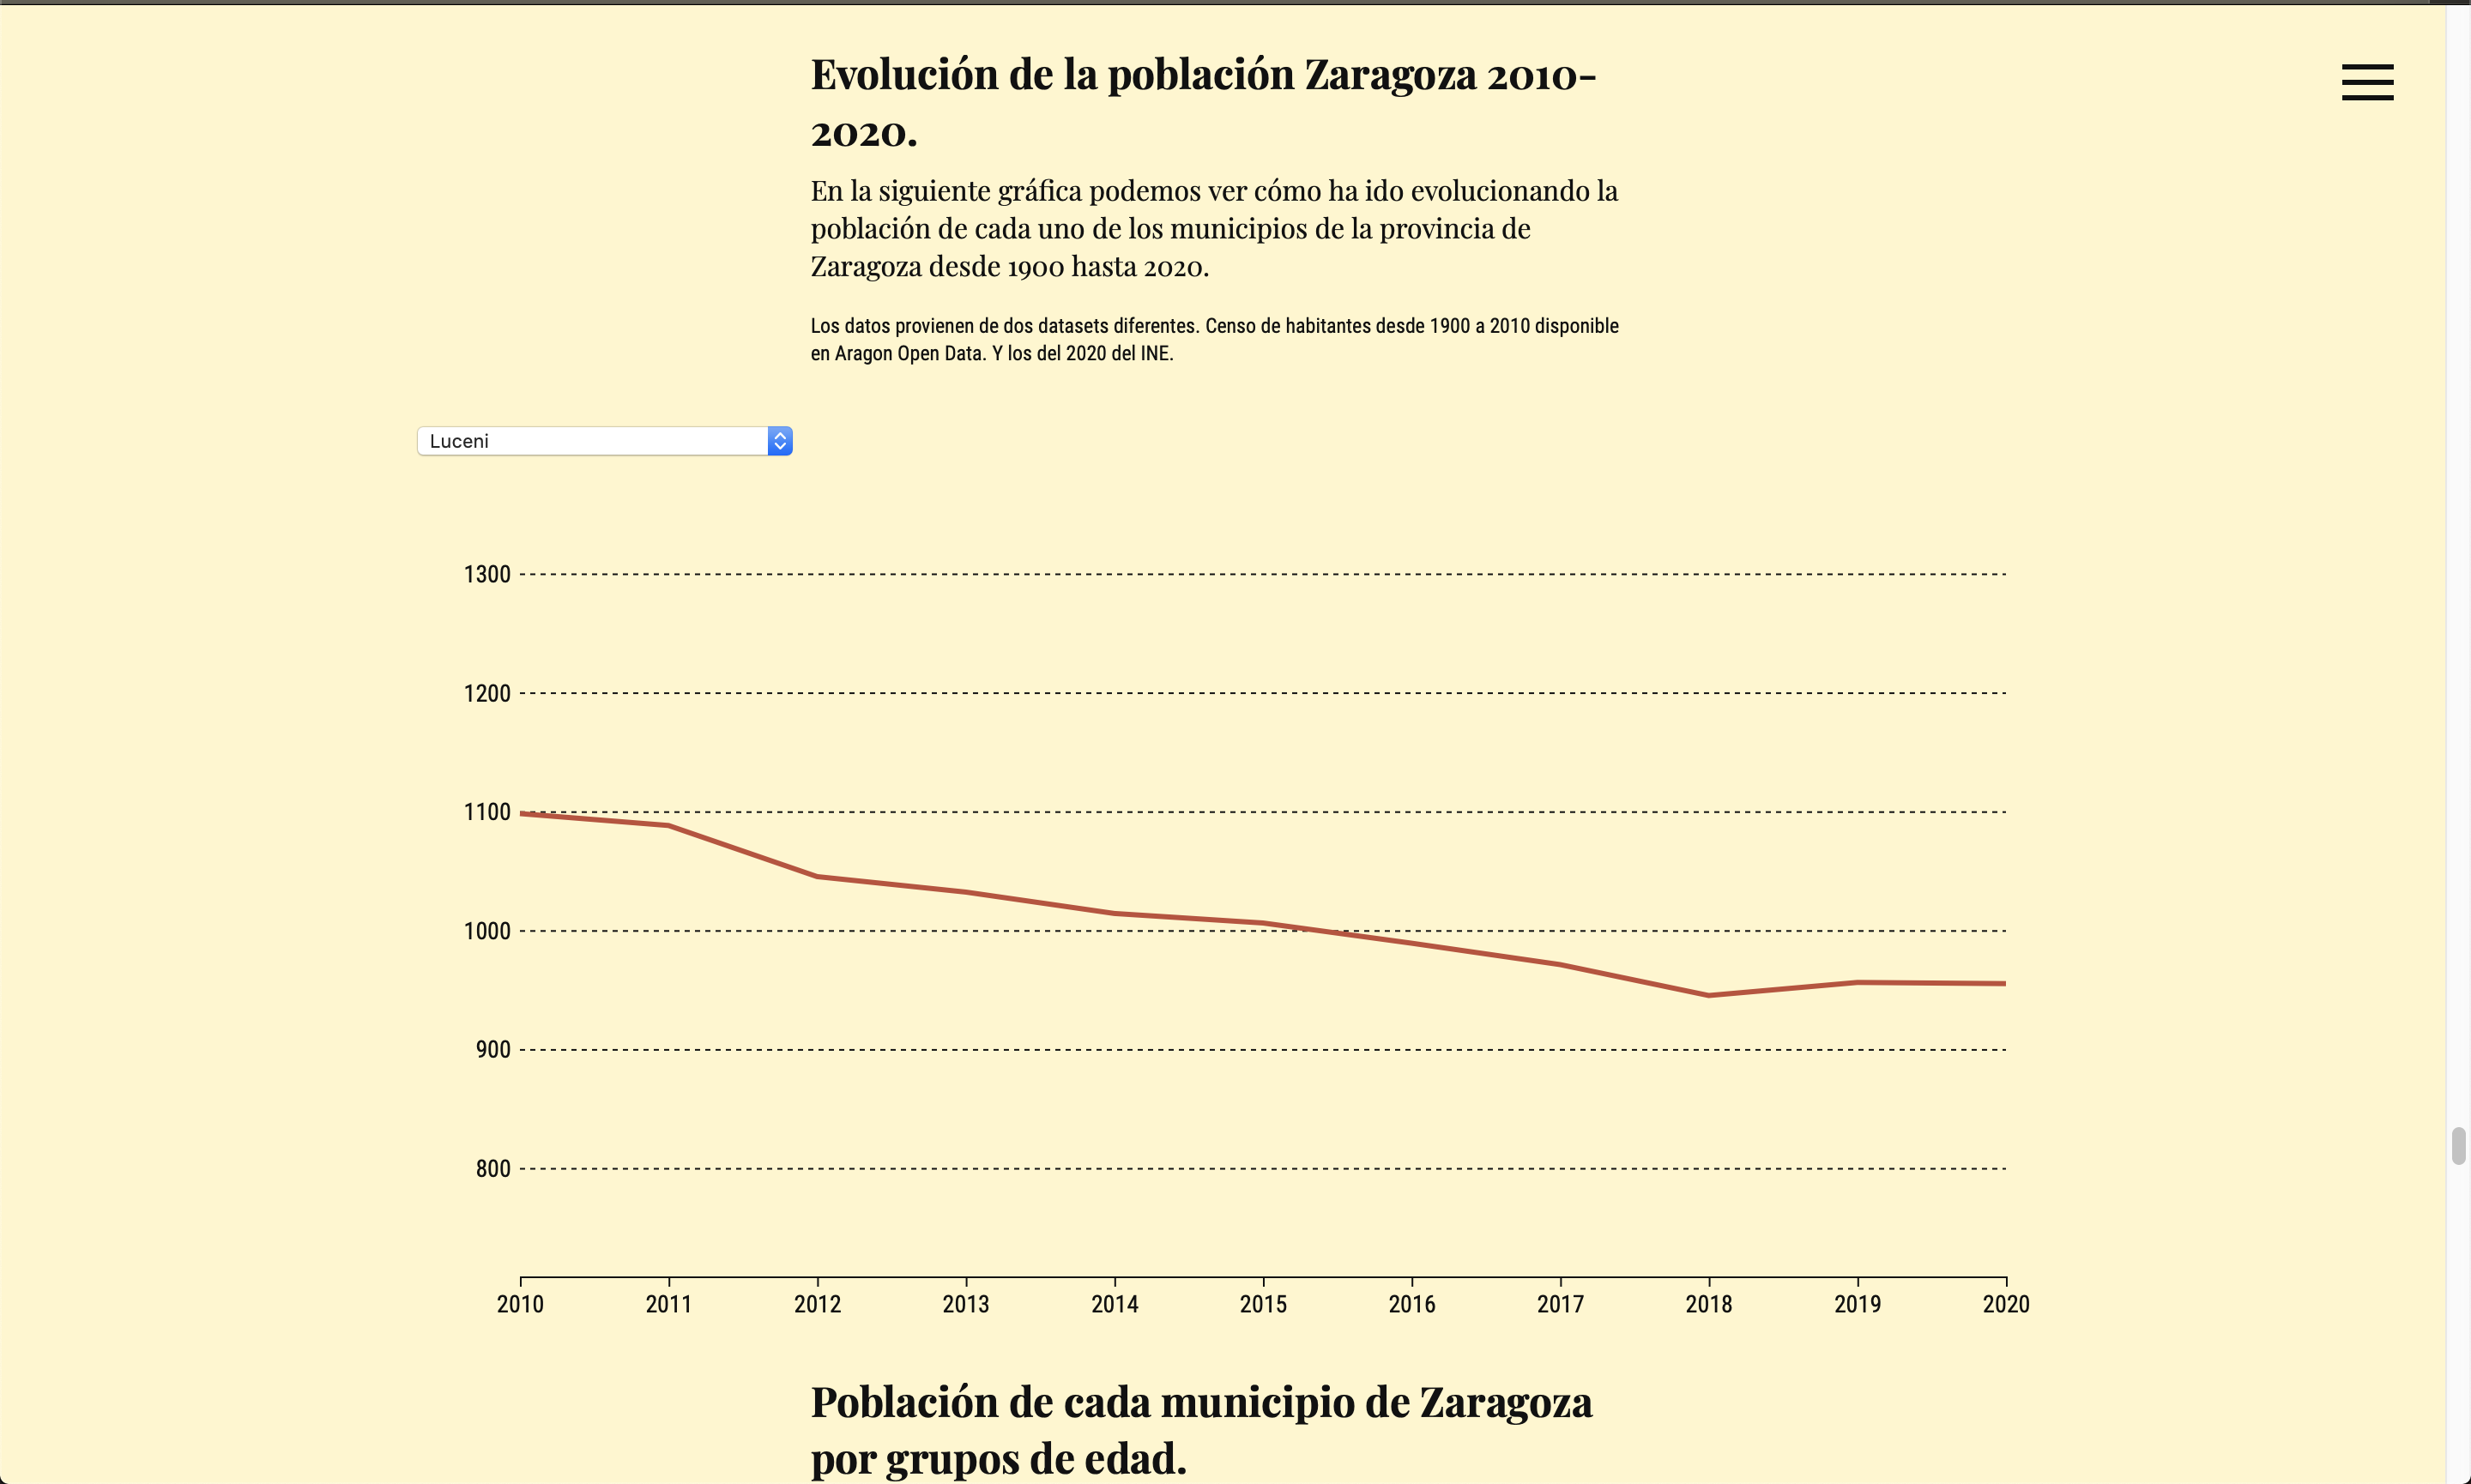 Evolución de la población Zaragoza 2010-
2020.
En la siguiente gráfica podemos ver cómo ha ido evolucionando la
población de cada uno de los municipios de la provincia de
Zaragoza desde 1900 hasta 2020.
Los datos provienen de dos datasets diferentes. Censo de habitantes desde 1900 a 2010 disponible
en Aragon Open Data. Y los del 2020 del INE.
Luceni
1300
1200
1100
1000
900
800
2010 2011 2012 2013 2014 2015 2016 2017 2018 2019 2020
Población de cada municipio de Zaragoza
por grupos de edad.